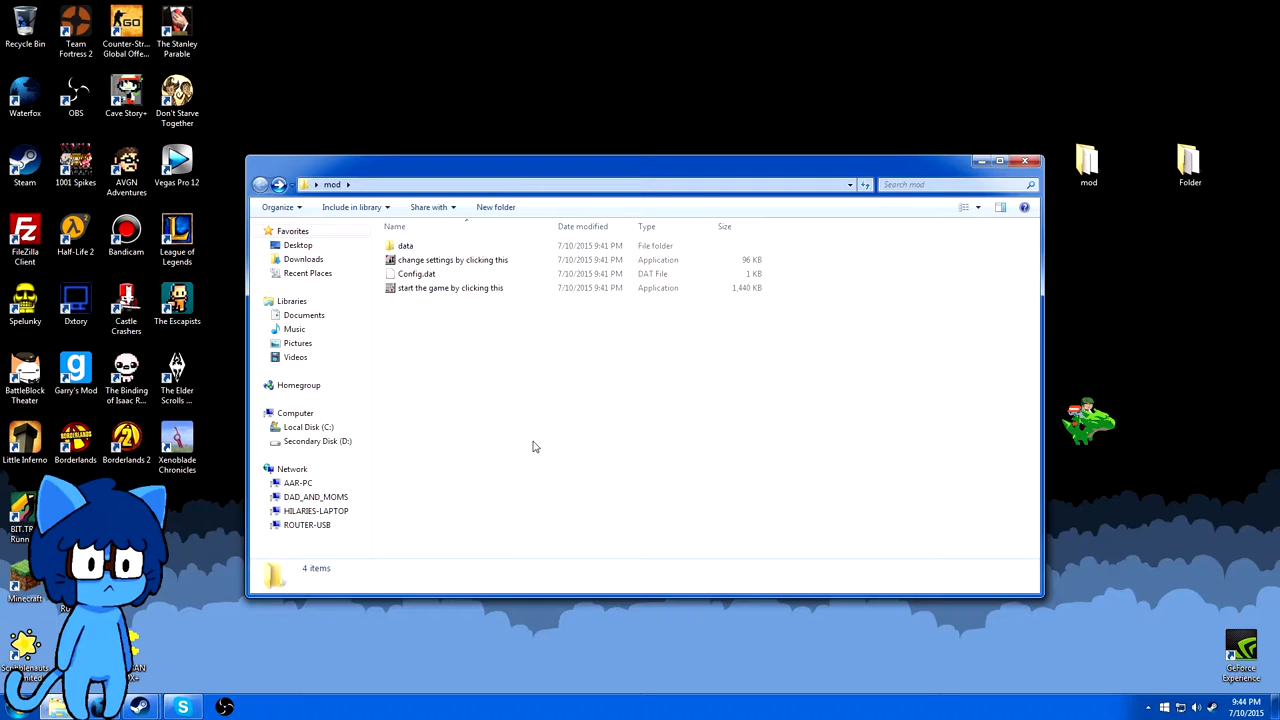 Recycle Bin
Team
Fortress 2
Counter-Str...
Global Offe...
The Stanley
Parable
Waterfox
OBS
Cave Story+
Don't Starve
Together
Steam
1001 Spikes
AVGN
Adventures
Vegas Pro 12
FileZilla
Client
Half-Life 2
Bandicam
League of
Legends
Spelunky
Dxtory
Castle
Crashers
The Escapists
BattleBlock
Theater
Garry's Mod
The Binding
of Isaac R...
The Elder
Scrolls ...
Little Inferno
Borderlands
Borderlands 2
Xenoblade
Chronicles
BIT.TR
Runn
Minecraft
mod
Search mod
Organize
Include in library
Share with
New folder
Name
Date modified
Type
Size
data
7/10/2015 9:41 PM
File folder
change settings by clicking this
7/10/2015 9:41 PM
Application
96 KB
Config.dat
7/10/2015 9:41 PM
DAT File
1 KB
start the game by clicking this
7/10/2015 9:41 PM
Application
1,440 KB
Favorites
Desktop
Downloads
Recent Places
Libraries
Documents
Music
Pictures
Videos
Homegroup
Computer
Local Disk (C:)
Secondary Disk (D:)
Network
AAR-PC
DAD_AND_MOMS
HILARIES-LAPTOP
ROUTER-USB
4 items
mod
Folder
GeForce
Experience
9:44 PM
7/10/2015